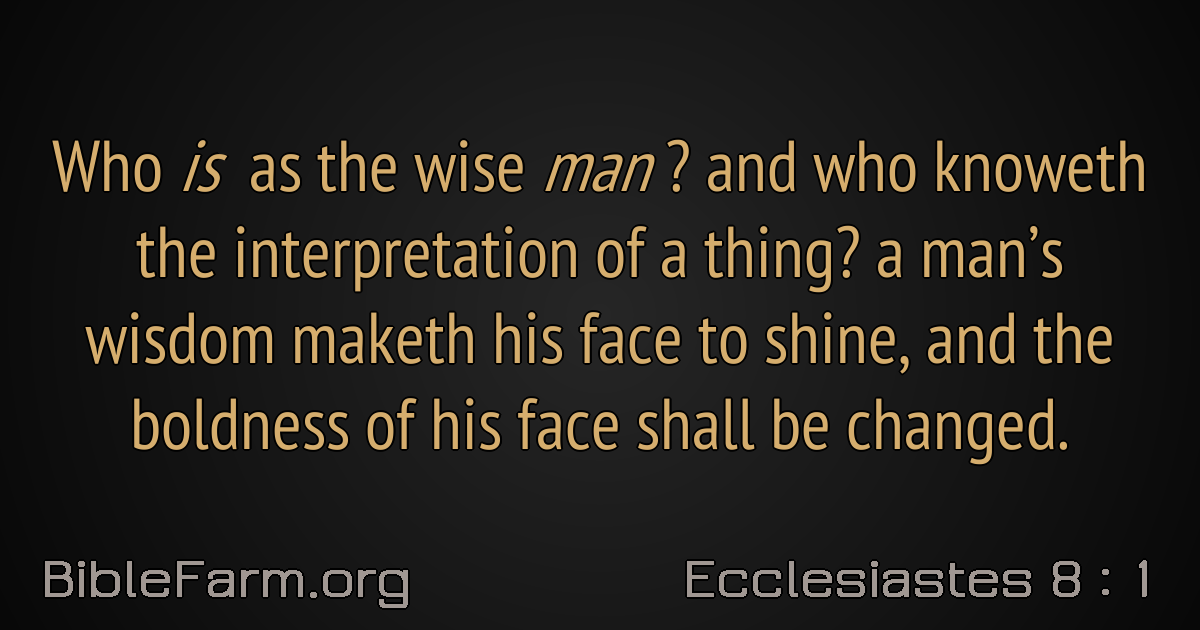 Who is as the wise man ? and who knoweth
the interpretation of a thing? a man’s
wisdom maketh his face to shine, and the
boldness of his face shall be changed.
BibleFarm.org
Ecclesiastes 8 : 1